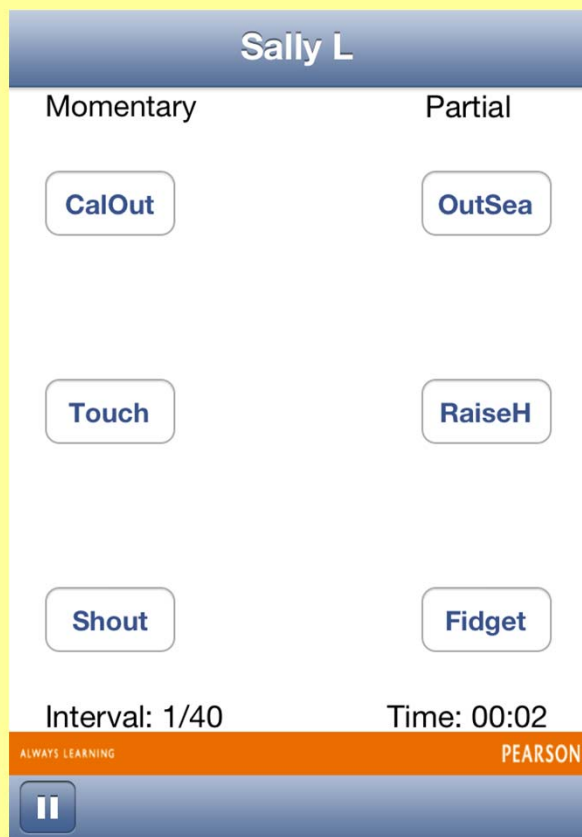 Sally L
Momentary Partial
CalOut OutSea
Touch RaiseH
Shout Fidget
Interval: 1/40 Time: 00:02
ALWAYS LEARNING PEARSON